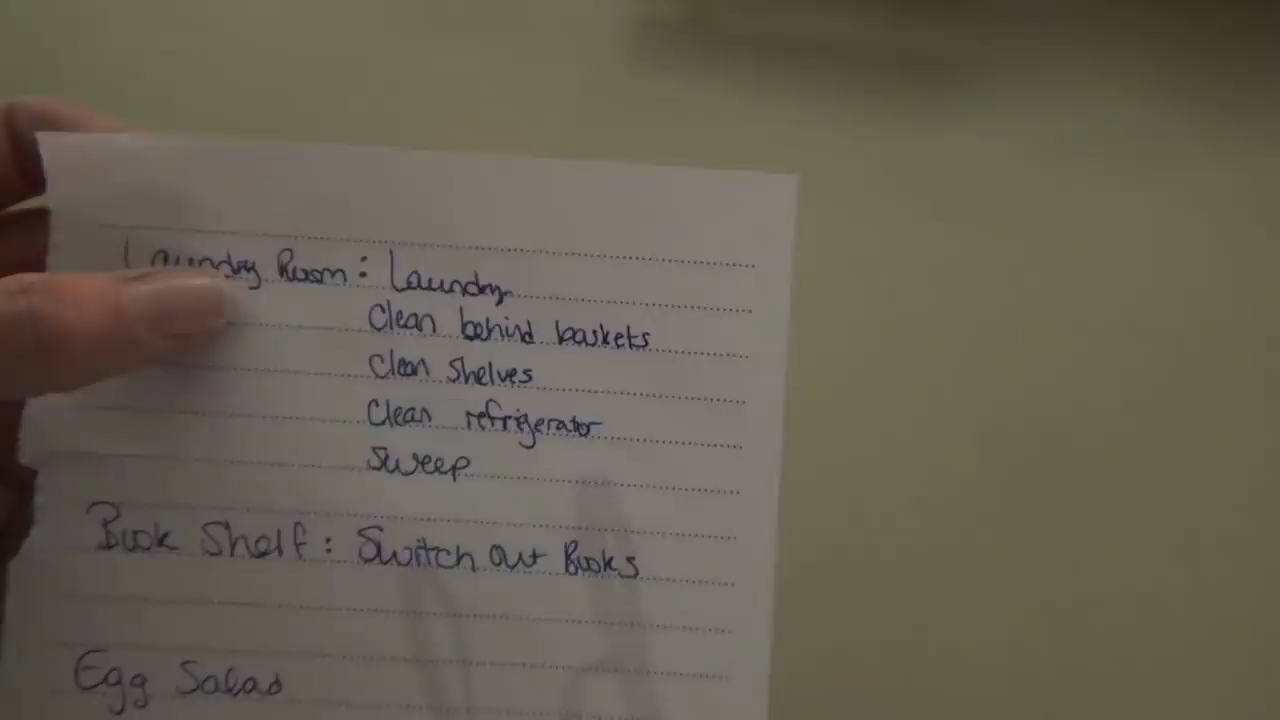 Laundry Room: Laundry
Clean behind baskets
Clean Shelves
Clean refrigerator
Sweep
Book Shelf: Switch out Books
Egg Salad